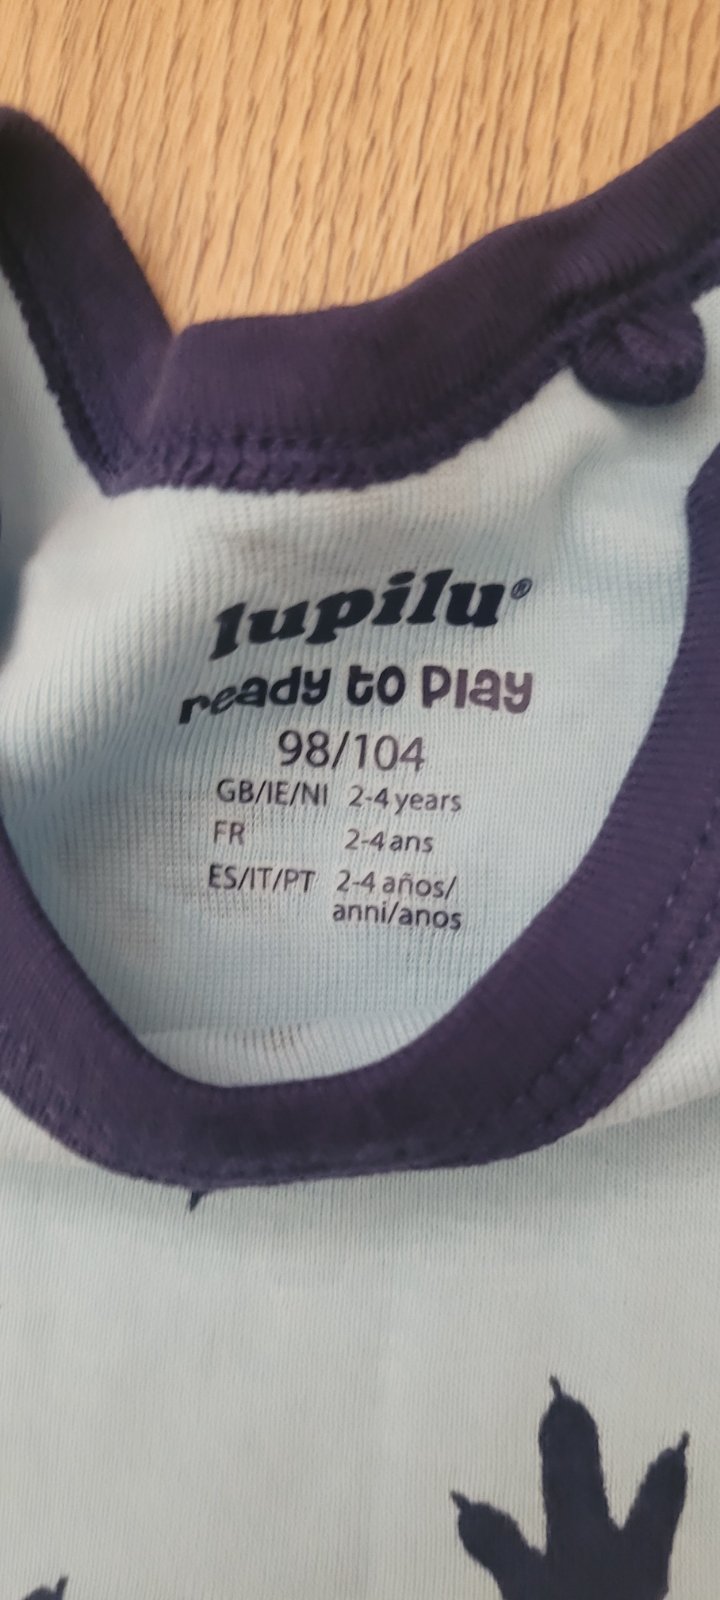 lupilu®
ready to play
98/104
GB/IE/NI 2-4 years
FR 2-4 ans
ES/IT/PT 2-4 años/
anni/anos